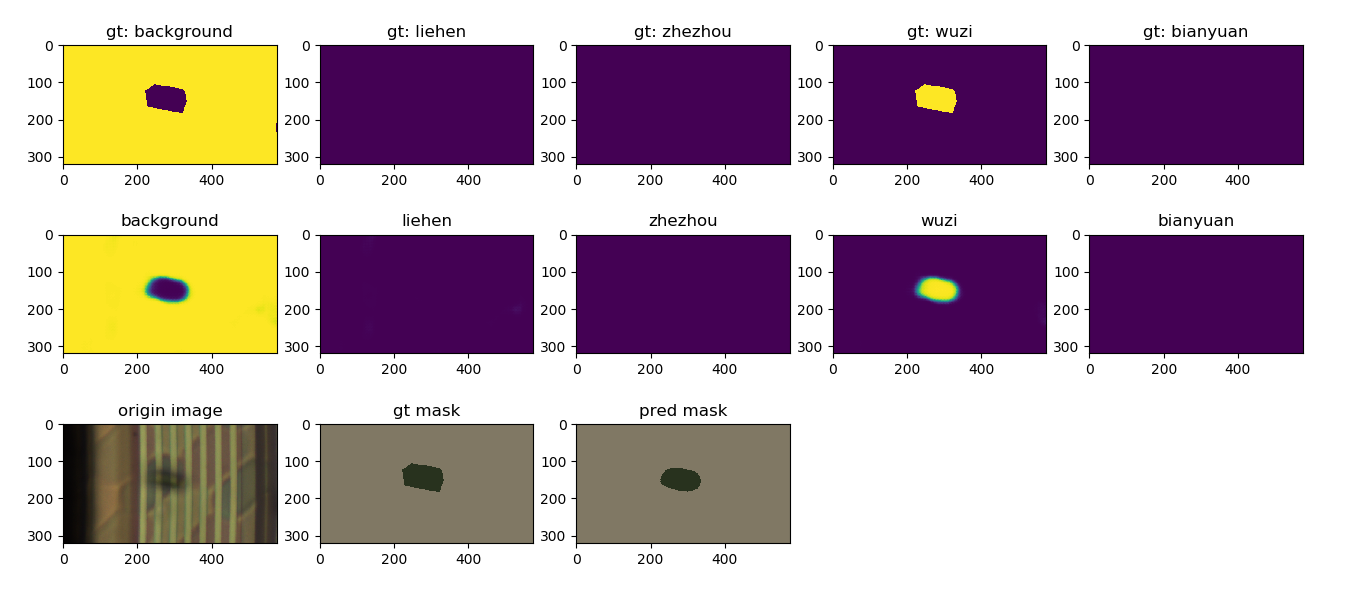 gt: background gt: liehen gt: zhezhou gt: wuzi gt: bianyuan
0 0 0 0 0
100 100 100 100 100
200 200 200 200 200
300 300 300 300 300
0 200 400 0 200 400 0 200 400 0 200 400 0 200 400
background liehen zhezhou wuzi bianyuan
0 0 0 0 0
100 100 100 100 100
200 200 200 200 200
300 300 300 300 300
0 200 400 0 200 400 0 200 400 0 200 400 0 200 400
origin image gt mask pred mask
0 0 0
100 100 100
200 200 200
300 300 300
0 200 400 0 200 400 0 200 400